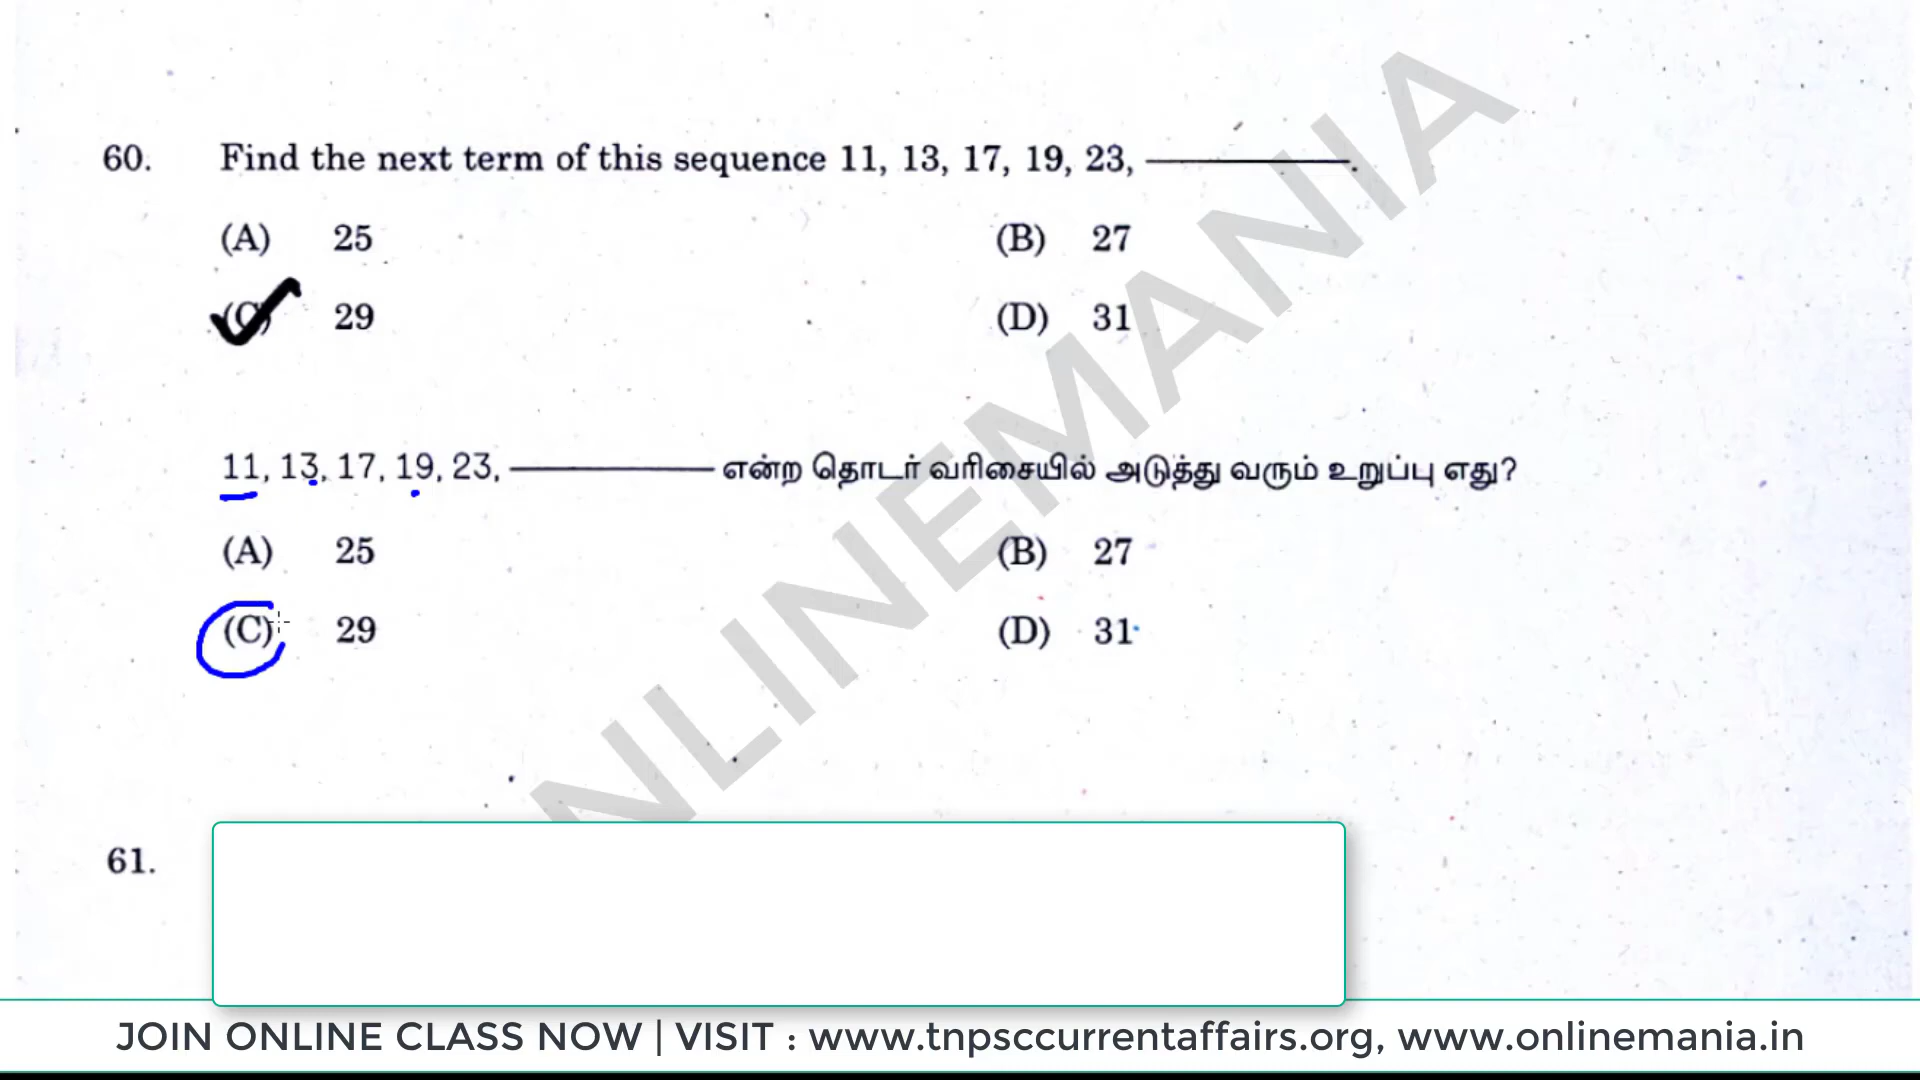 60. Find the next term of this sequence 11, 13, 17, 19, 23, ————.
(A) 25 (B) 27
(C) 29 (D) 31
11, 13, 17, 19, 23, ———— என்ற தொடர் வரிசையில் அடுத்து வரும் உறுப்பு எது?
(A) 25 (B) 27
(C) 29 (D) 31
NLINEMANIA
61.
JOIN ONLINE CLASS NOW | VISIT : www.tnpsccurrentaffairs.org, www.onlinemania.in